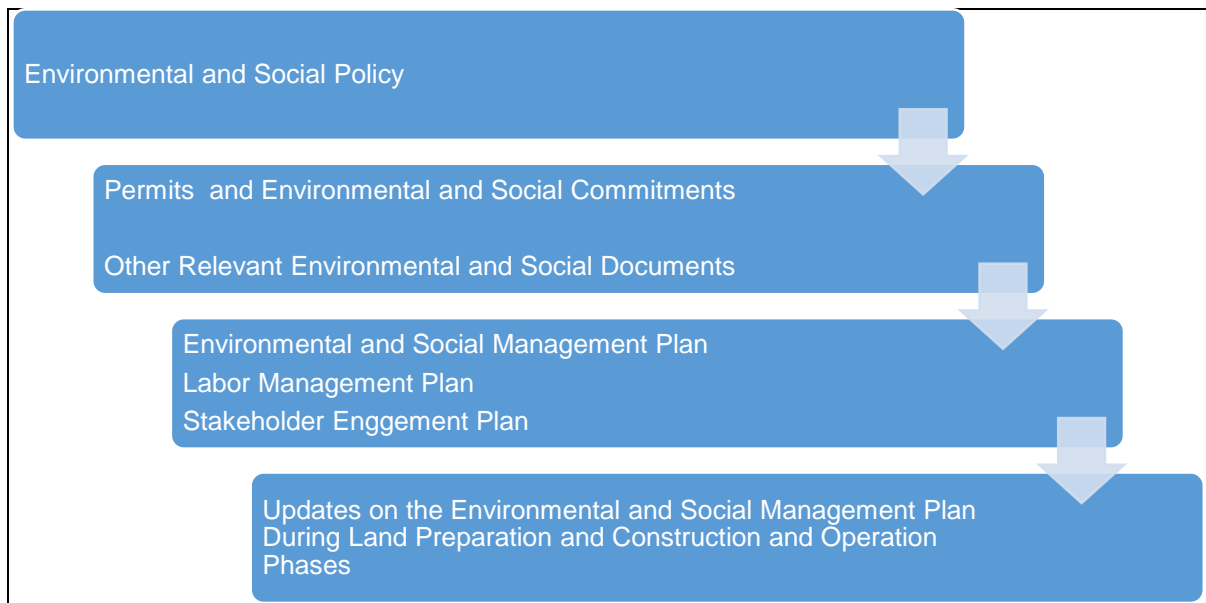 Environmental and Social Policy
Permits and Environmental and Social Commitments
Other Relevant Environmental and Social Documents
Environmental and Social Management Plan
Labor Management Plan
Stakeholder Enggement Plan
Updates on the Environmental and Social Management Plan
During Land Preparation and Construction and Operation
Phases